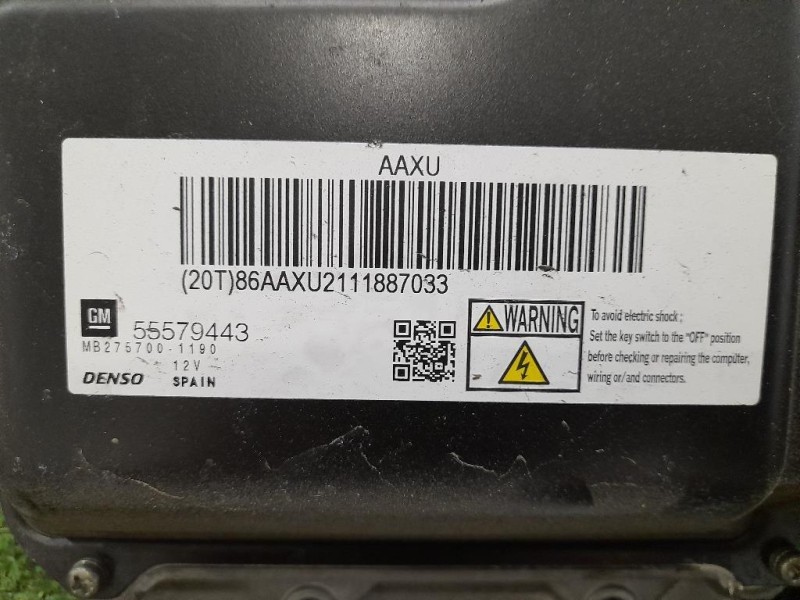 AAXU
(20T)86AAXU2111887033
GM
55579443
MB275700-1190
12V
DENSO SPAIN
WARNING
To avoid electric shock ;
Set the key switch to the "OFF" position
before checking or repairing the computer,
wiring or/and connectors.